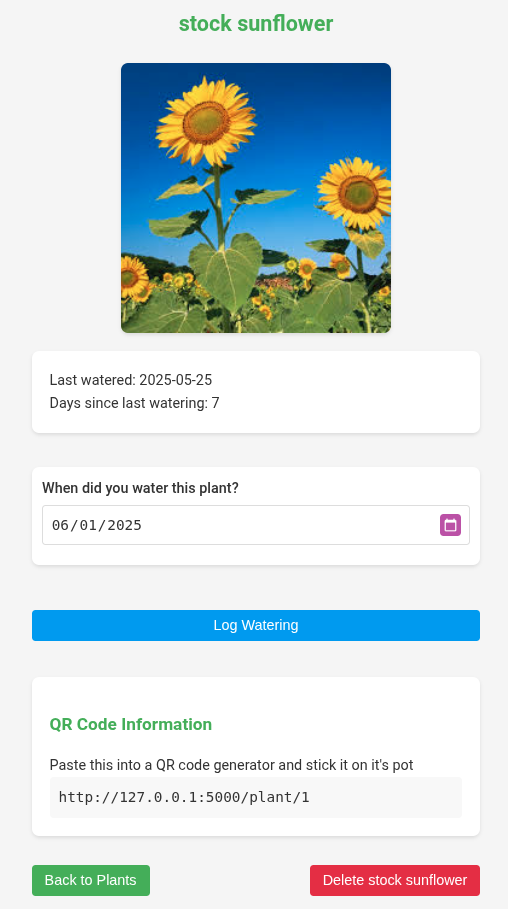 stock sunflower
Last watered: 2025-05-25
Days since last watering: 7
When did you water this plant?
06/01/2025
Log Watering
QR Code Information
Paste this into a QR code generator and stick it on it's pot
http://127.0.0.1:5000/plant/1
Back to Plants
Delete stock sunflower